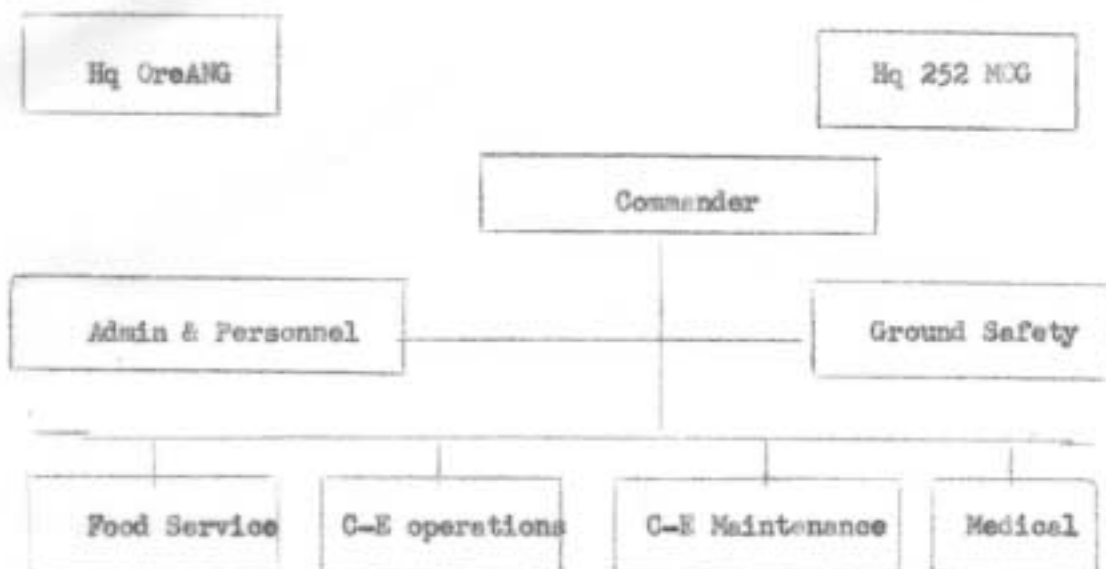 Hq OreANG
Hq 252 MCG
Commander
Admin & Personnel
Ground Safety
Food Service
C-E operations
C-E Maintenance
Medical